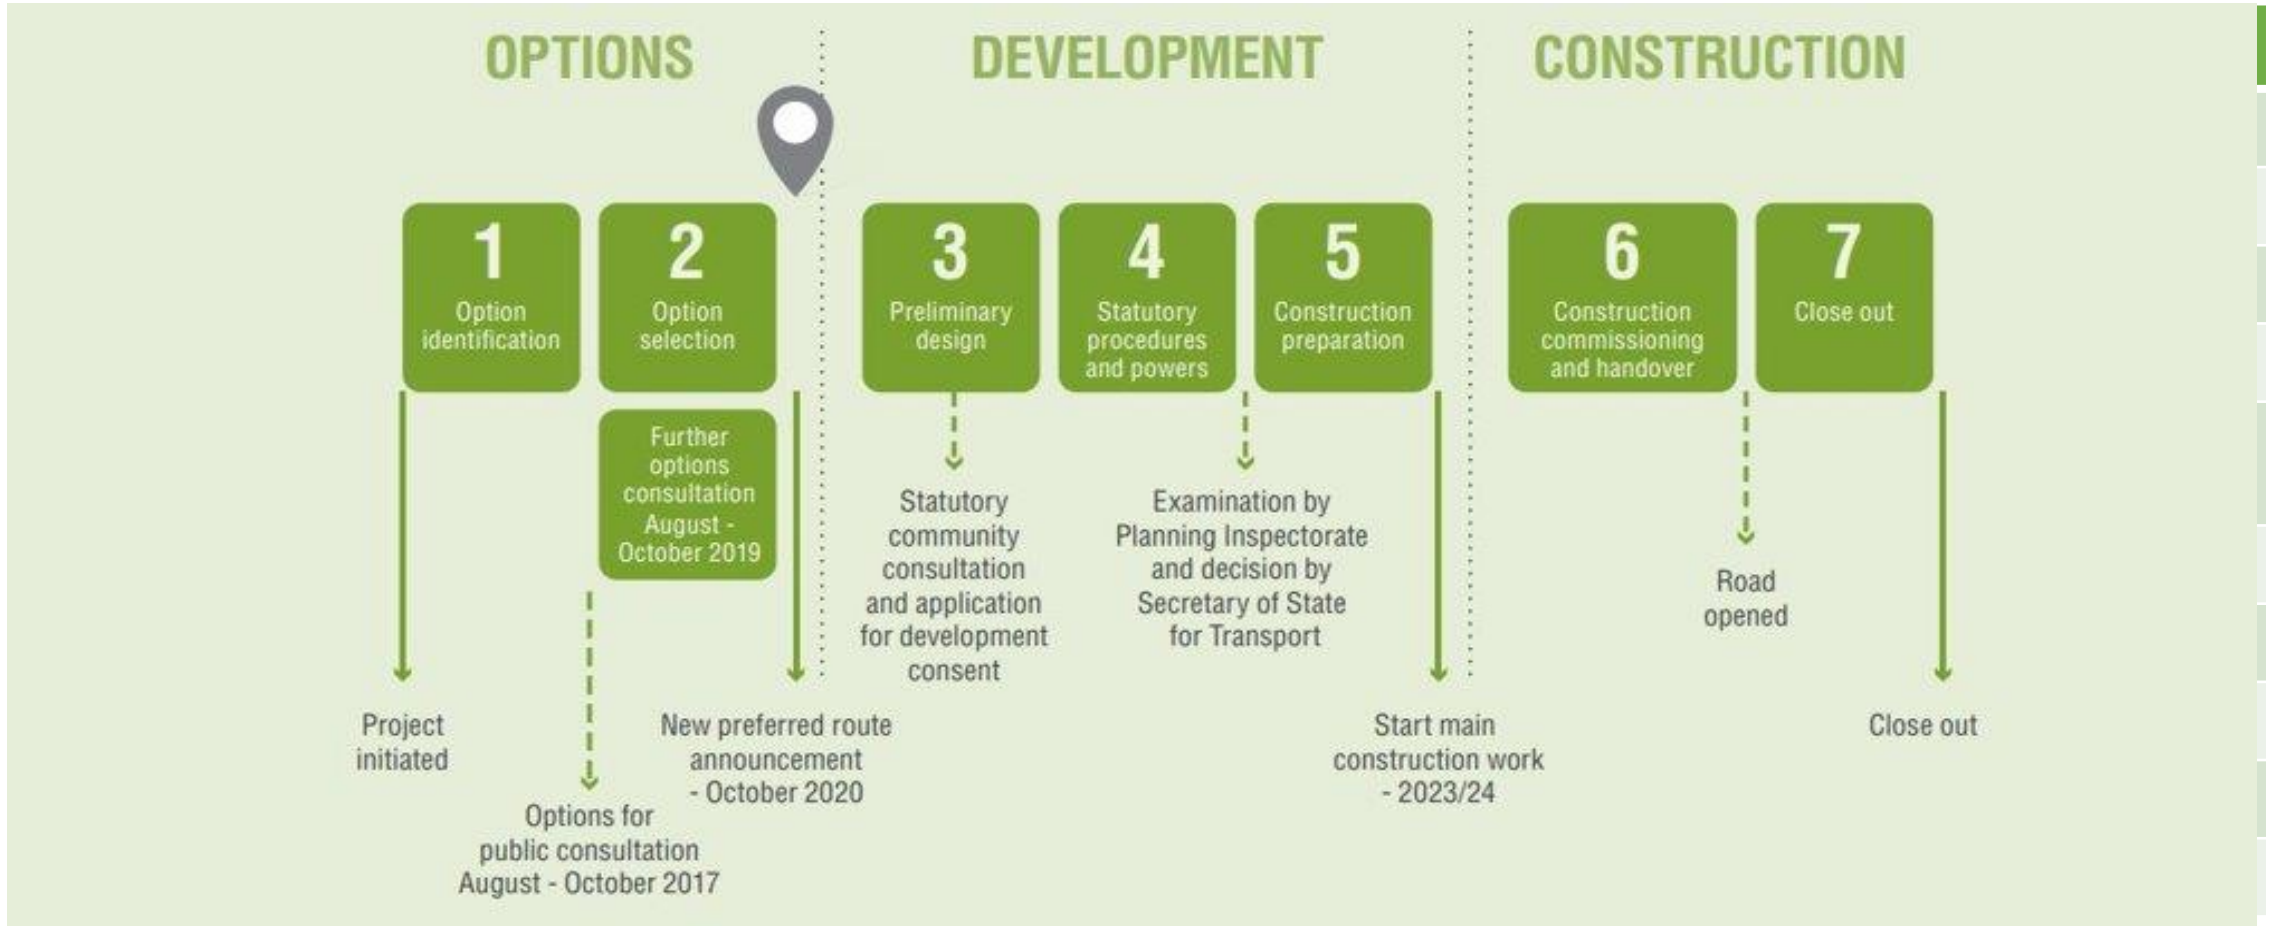 OPTIONS
DEVELOPMENT
CONSTRUCTION
1
Option
identification
2
Option
selection
3
Preliminary
design
4
Statutory
procedures
and powers
5
Construction
preparation
6
Construction
commissioning
and handover
7
Close out
Further
options
consultation
August -
October 2019
Statutory
community
consultation
and application
for development
consent
Examination by
Planning Inspectorate
and decision by
Secretary of State
for Transport
Road
opened
Project
initiated
Options for
public consultation
August - October 2017
New preferred route
announcement
- October 2020
Start main
construction work
- 2023/24
Close out